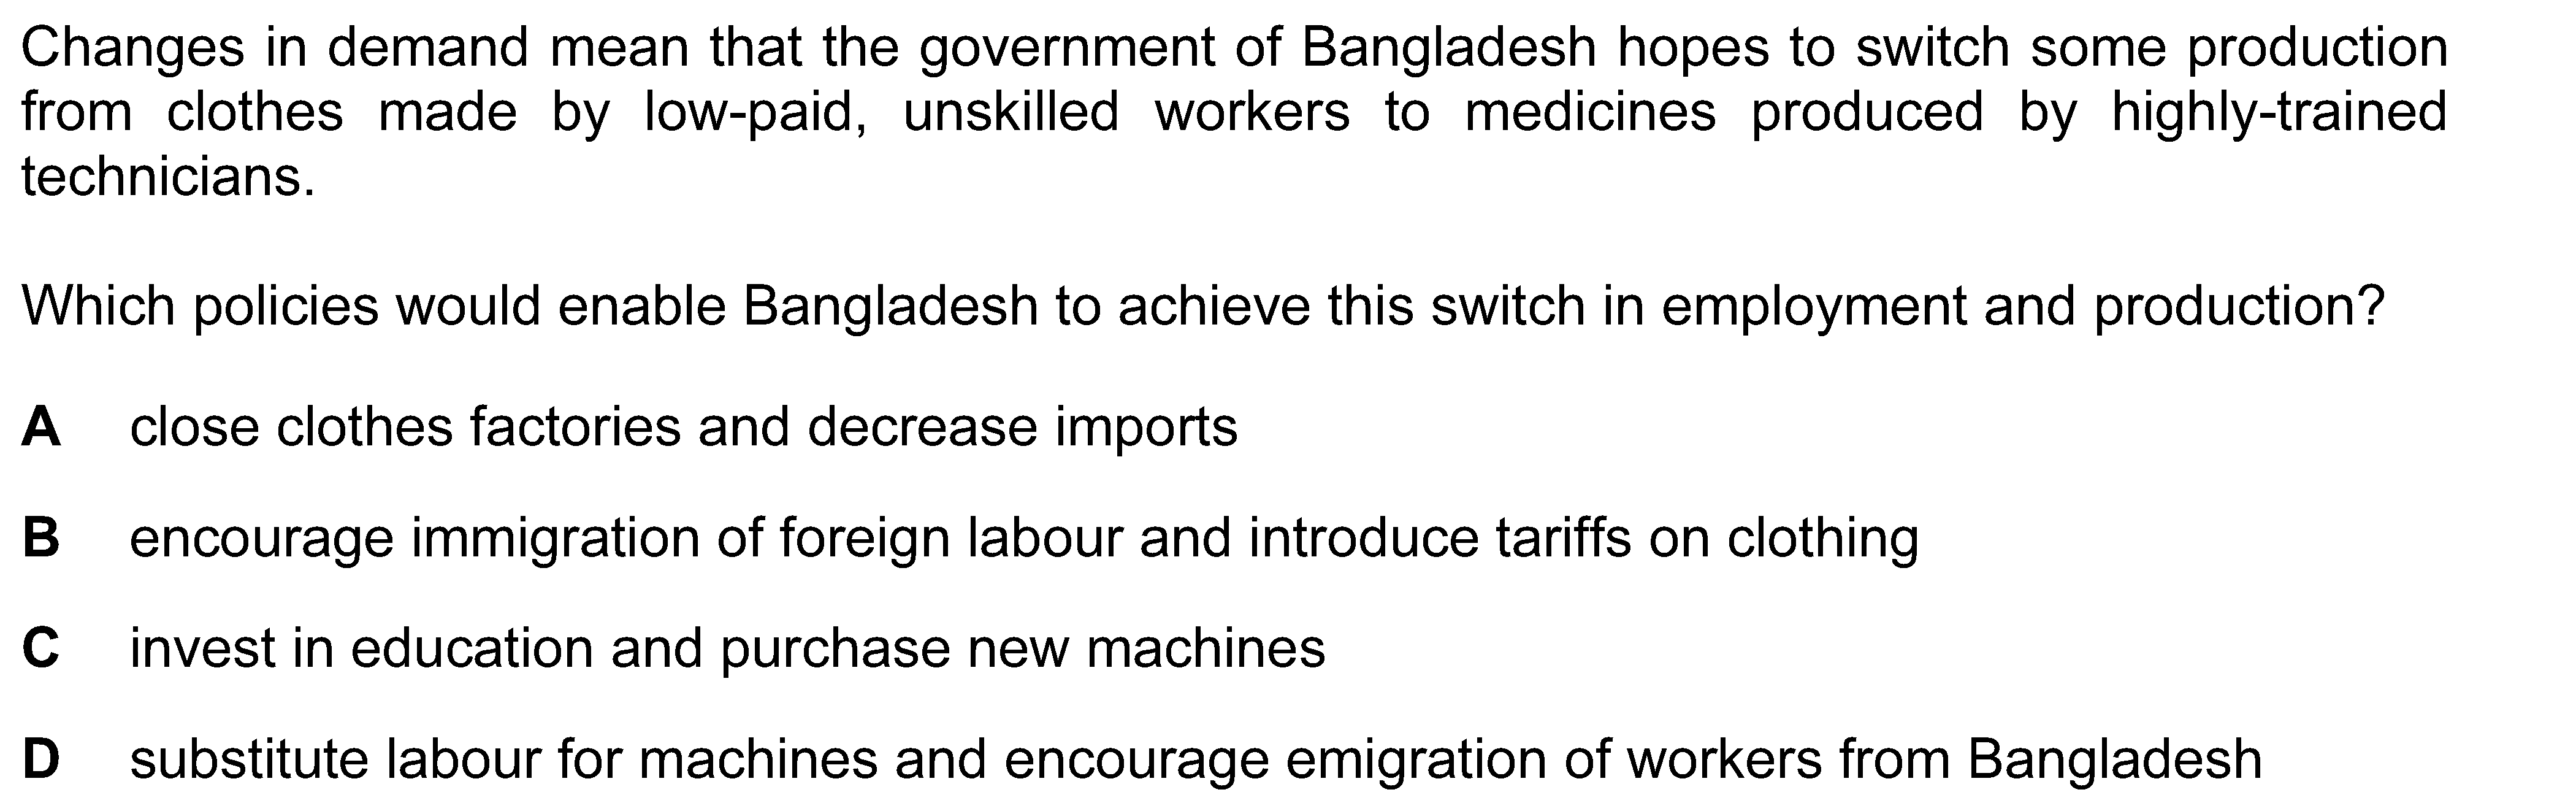 Changes in demand mean that the government of Bangladesh hopes to switch some production
from clothes made by low-paid, unskilled workers to medicines produced by highly-trained
technicians.
Which policies would enable Bangladesh to achieve this switch in employment and production?
A close clothes factories and decrease imports
B encourage immigration of foreign labour and introduce tariffs on clothing
C invest in education and purchase new machines
D substitute labour for machines and encourage emigration of workers from Bangladesh